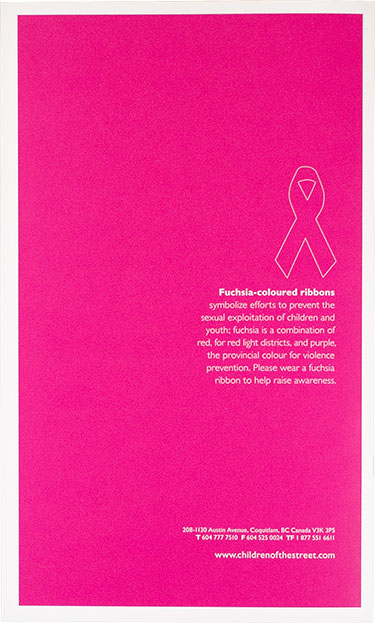 Fuchsia-coloured ribbons
symbolize efforts to prevent the
sexual exploitation of children and
youth; fuchsia is a combination of
red, for red light districts, and purple,
the provincial colour for violence
prevention. Please wear a fuchsia
ribbon to help raise awareness.
208-1130 Austin Avenue, Coquitlam, BC Canada V3K 3P5
T 604 777 7510 F 604 525 0024 TF 1 877 551 6611
www.childrenofthestreet.com